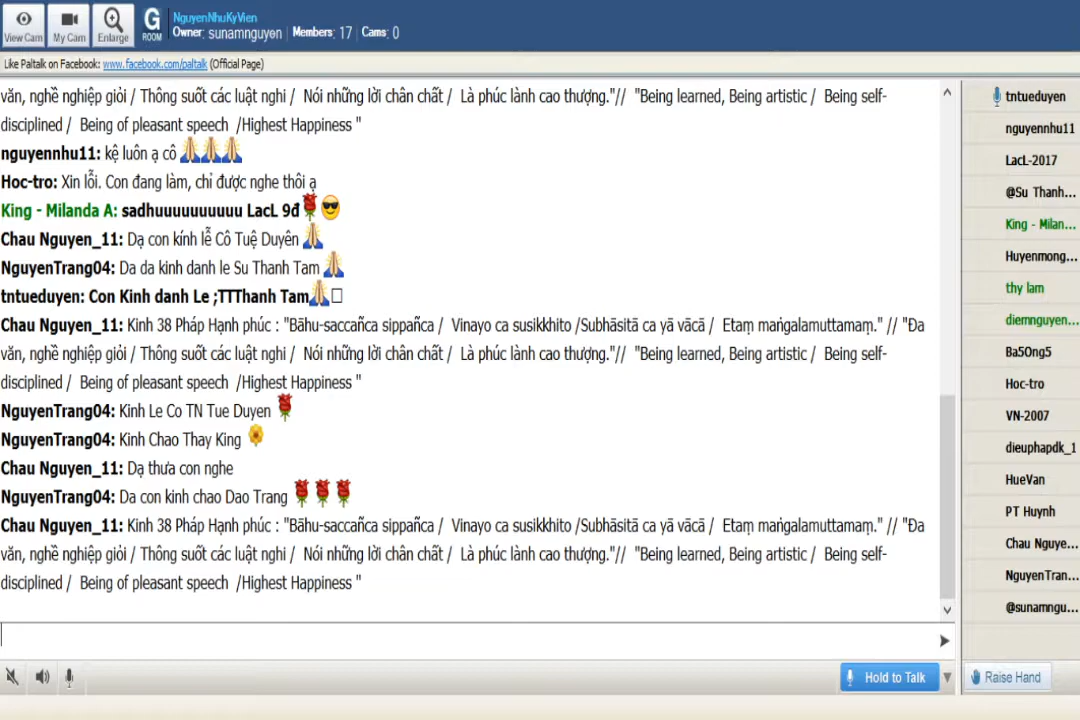 NguyenNhuKyVien
Owner: sunamnguyen | Members: 17 | Cams: 0
View Cam
My Cam
Enlarge
G
ROOM
Like Paltalk on Facebook: www.facebook.com/paltalk (Official Page)
văn, nghề nghiệp giỏi / Thông suốt các luật nghi / Nói những lời chân chất / Là phúc lành cao thượng."// "Being learned, Being artistic / Being self-
disciplined / Being of pleasant speech /Highest Happiness "
nguyennhu11: kệ luôn ạ cô
Hoc-tro: Xin lỗi. Con đang làm, chỉ được nghe thôi ạ
King - Milanda A: sadhuuuuuuuuuu LacL 9đ
Chau Nguyen_11: Dạ con kính lễ Cô Tuệ Duyên
NguyenTrang04: Da da kinh danh le Su Thanh Tam
tntueduyen: Con Kinh danh Le ;TTThanh Tam
Chau Nguyen_11: Kinh 38 Pháp Hạnh phúc : "Bāhu-saccañca sippañca / Vinayo ca susikkhito /Subhāsitā ca yā vācā / Etaṃ maṅgalamuttamaṃ." // "Đa
văn, nghề nghiệp giỏi / Thông suốt các luật nghi / Nói những lời chân chất / Là phúc lành cao thượng."// "Being learned, Being artistic / Being self-
disciplined / Being of pleasant speech /Highest Happiness "
NguyenTrang04: Kinh Le Co TN Tue Duyen
NguyenTrang04: Kinh Chao Thay King
Chau Nguyen_11: Dạ thưa con nghe
NguyenTrang04: Da con kinh chao Dao Trang
Chau Nguyen_11: Kinh 38 Pháp Hạnh phúc : "Bāhu-saccañca sippañca / Vinayo ca susikkhito /Subhāsitā ca yā vācā / Etaṃ maṅgalamuttamaṃ." // "Đa
văn, nghề nghiệp giỏi / Thông suốt các luật nghi / Nói những lời chân chất / Là phúc lành cao thượng."// "Being learned, Being artistic / Being self-
disciplined / Being of pleasant speech /Highest Happiness "
Hold to Talk
tntueduyen
nguyennhu11
LacL-2017
@Su Thanh...
King - Milan...
Huyenmong...
thy lam
diemnguyen...
Ba5Ong5
Hoc-tro
VN-2007
dieuphapdk_1
HueVan
PT Huynh
Chau Nguye...
NguyenTran...
@sunamngu...
Raise Hand